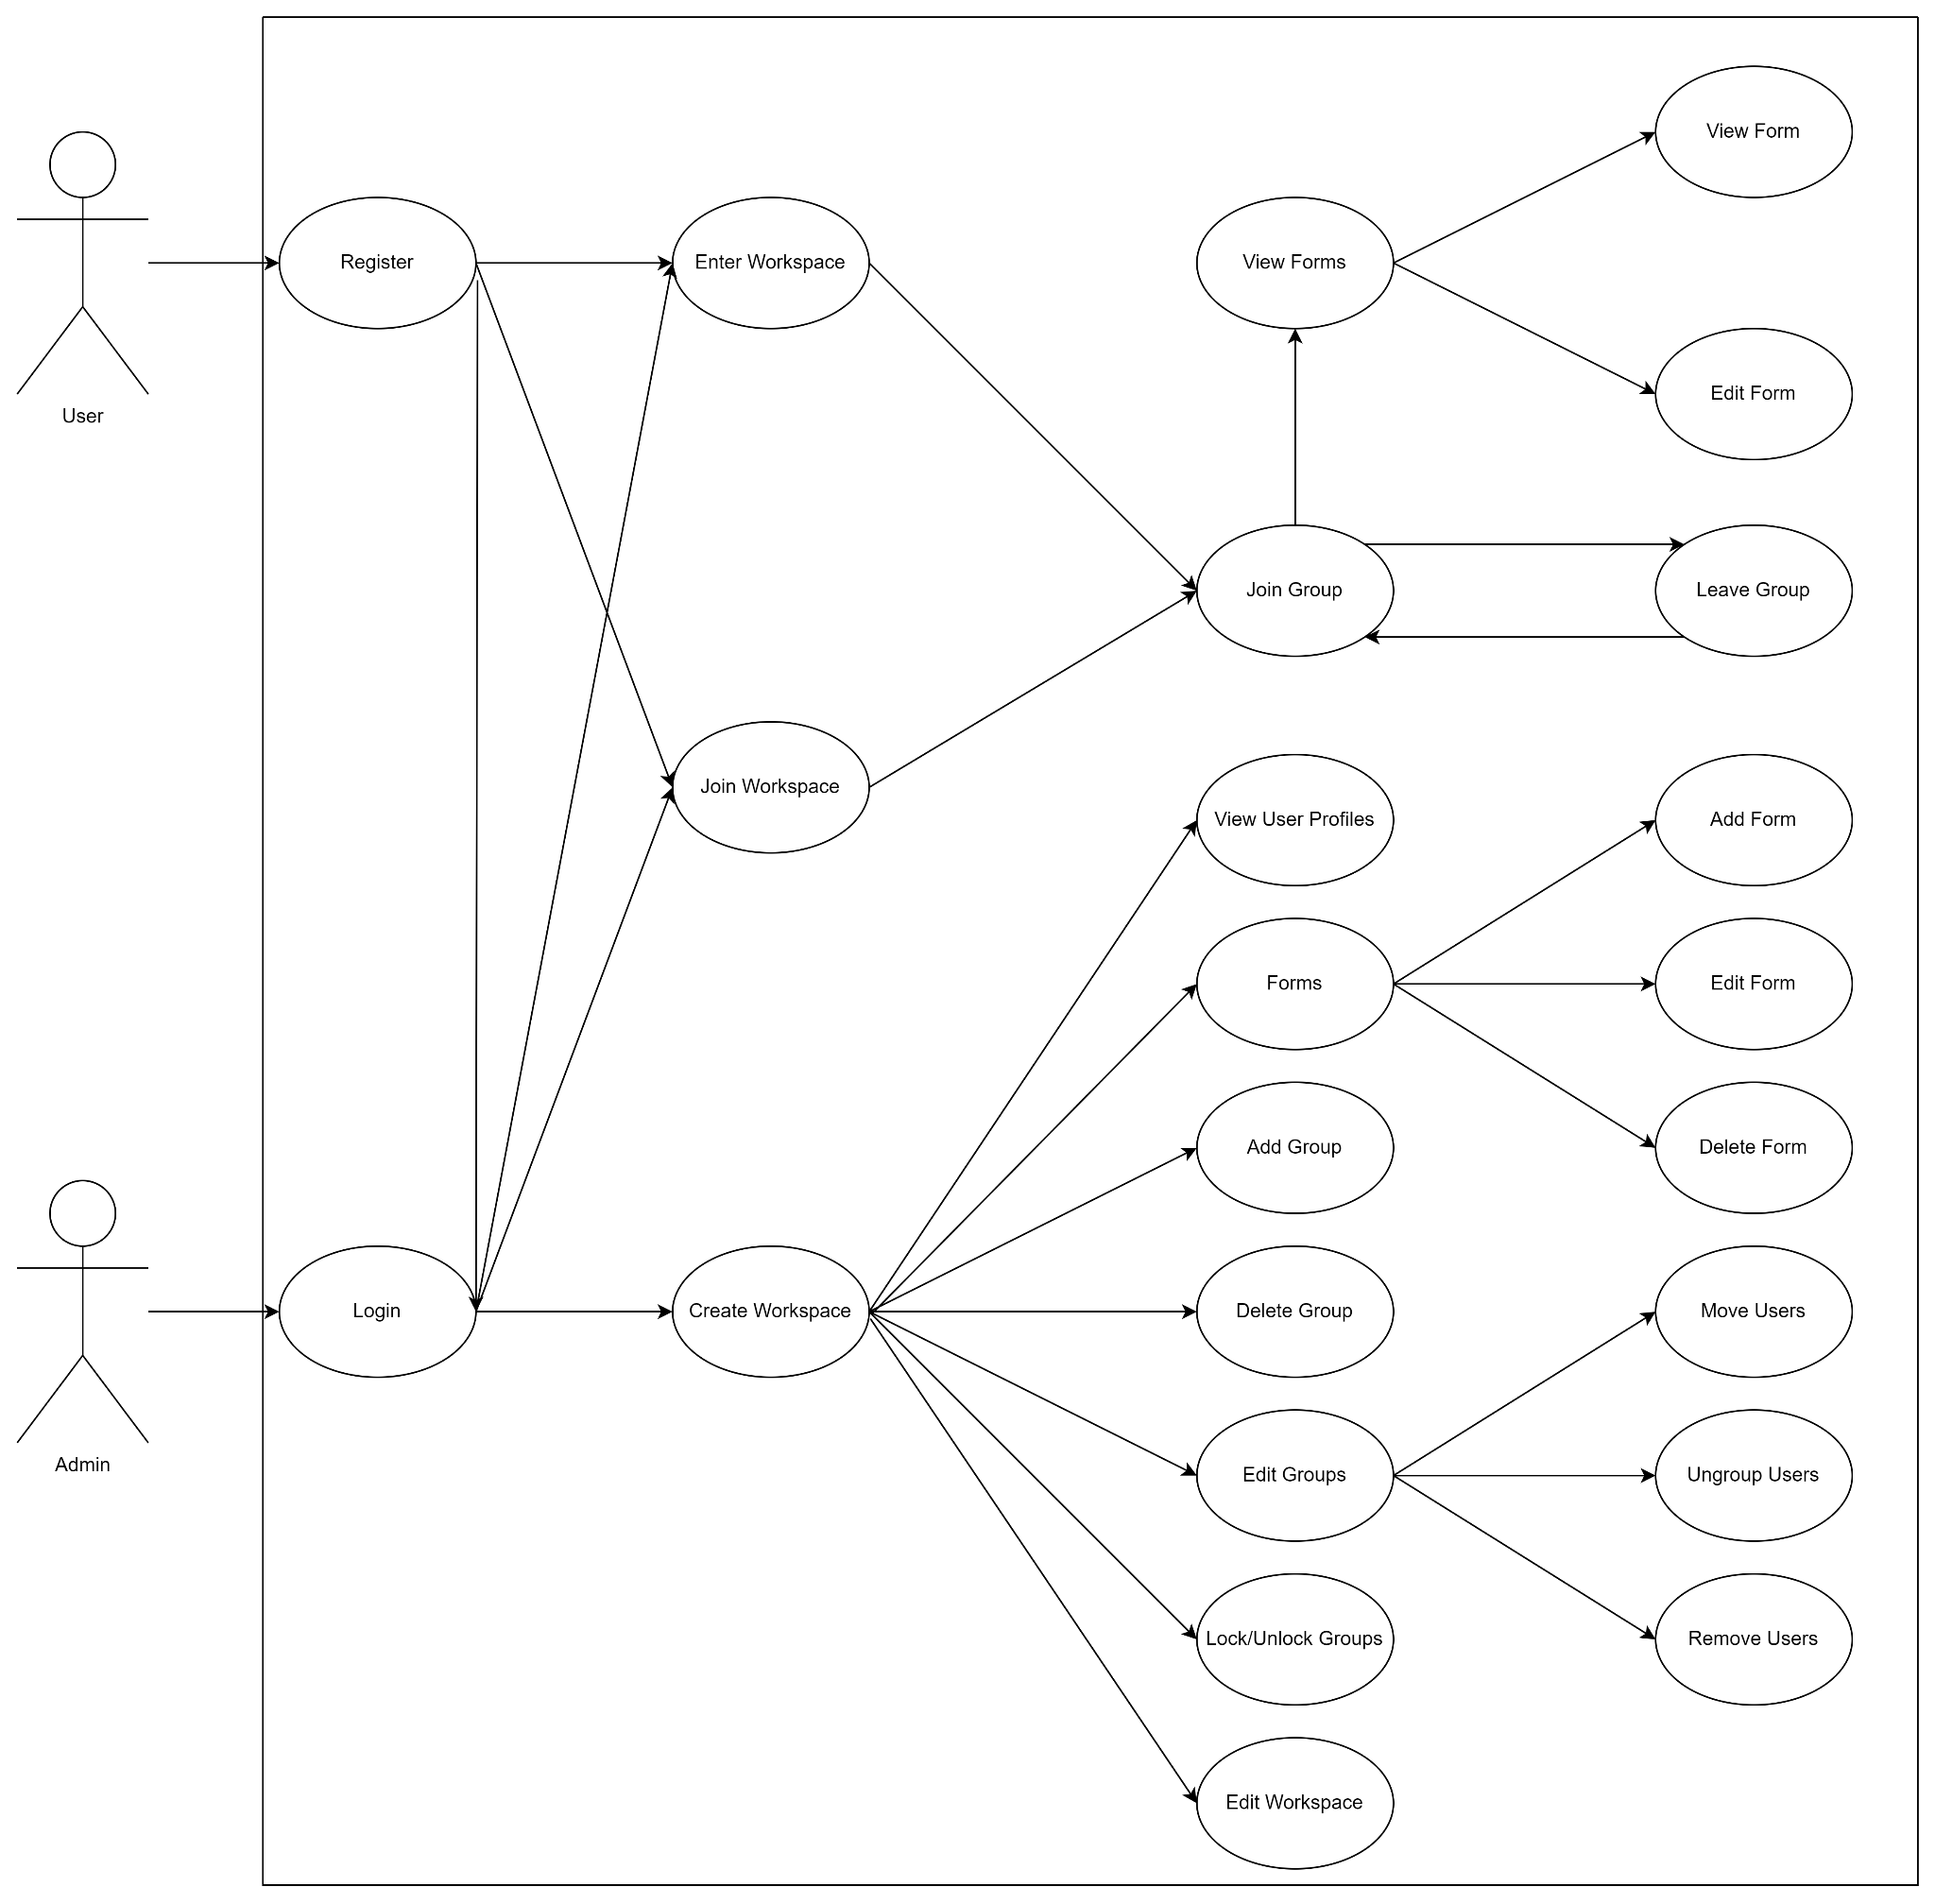 View Form
Register
Enter Workspace
View Forms
Edit Form
User
Join Group
Leave Group
Join Workspace
View User Profiles
Add Form
Forms
Edit Form
Add Group
Delete Form
Login
Create Workspace
Delete Group
Move Users
Admin
Edit Groups
Ungroup Users
Lock/Unlock Groups
Remove Users
Edit Workspace